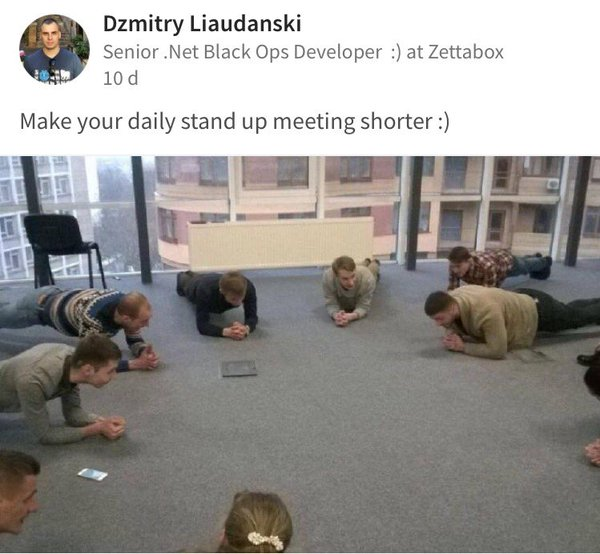 Dzmitry Liaudanski
Senior .Net Black Ops Developer :) at Zettabox
10 d
Make your daily stand up meeting shorter :)